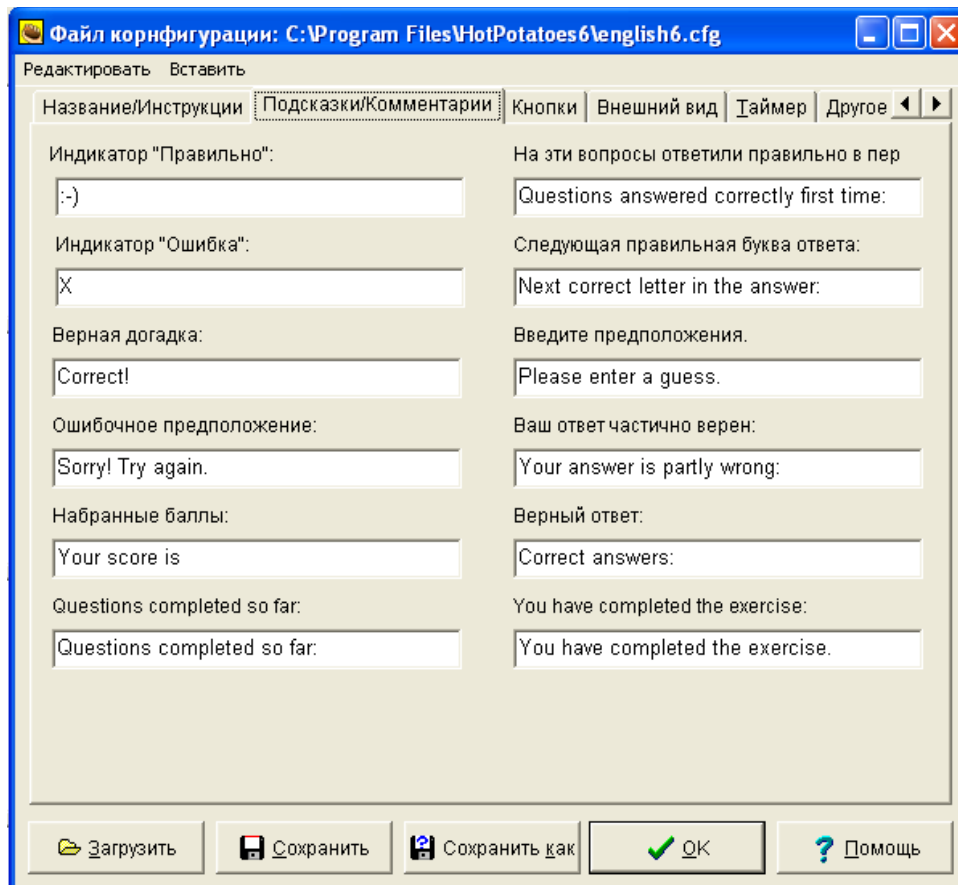 Файл корнфигурации: C:\Program Files\HotPotatoes6\english6.cfg
Редактировать Вставить
Название/Инструкции Подсказки/Комментарии Кнопки Внешний вид Таймер Другое
Индикатор "Правильно": На эти вопросы ответили правильно в пер
:-) Questions answered correctly first time:
Индикатор "Ошибка": Следующая правильная буква ответа:
X Next correct letter in the answer:
Верная догадка: Введите предположения.
Correct! Please enter a guess.
Ошибочное предположение: Ваш ответ частично верен:
Sorry! Try again. Your answer is partly wrong:
Набранные баллы: Верный ответ:
Your score is Correct answers:
Questions completed so far: You have completed the exercise:
Questions completed so far: You have completed the exercise.
Загрузить Сохранить Сохранить как OK Помощь